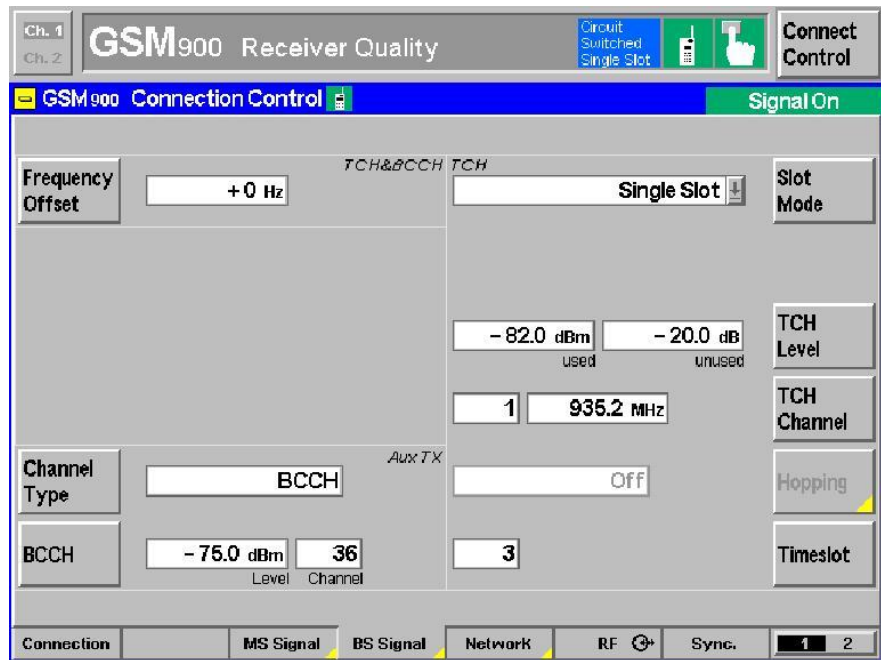 Ch. 1
Ch. 2
GSM900 Receiver Quality
Circuit
Switched
Single Slot
Connect
Control
GSM900 Connection Control
Signal On
Frequency
Offset
+0 Hz
TCH&BCCH
TCH
Single Slot
Slot
Mode
-82.0 dBm
used
-20.0 dB
unused
TCH
Level
1
935.2 MHz
TCH
Channel
Channel
Type
BCCH
Aux TX
Off
Hopping
BCCH
-75.0 dBm
Level
36
Channel
3
Timeslot
Connection
MS Signal
BS Signal
Network
RF
Sync.
1 2